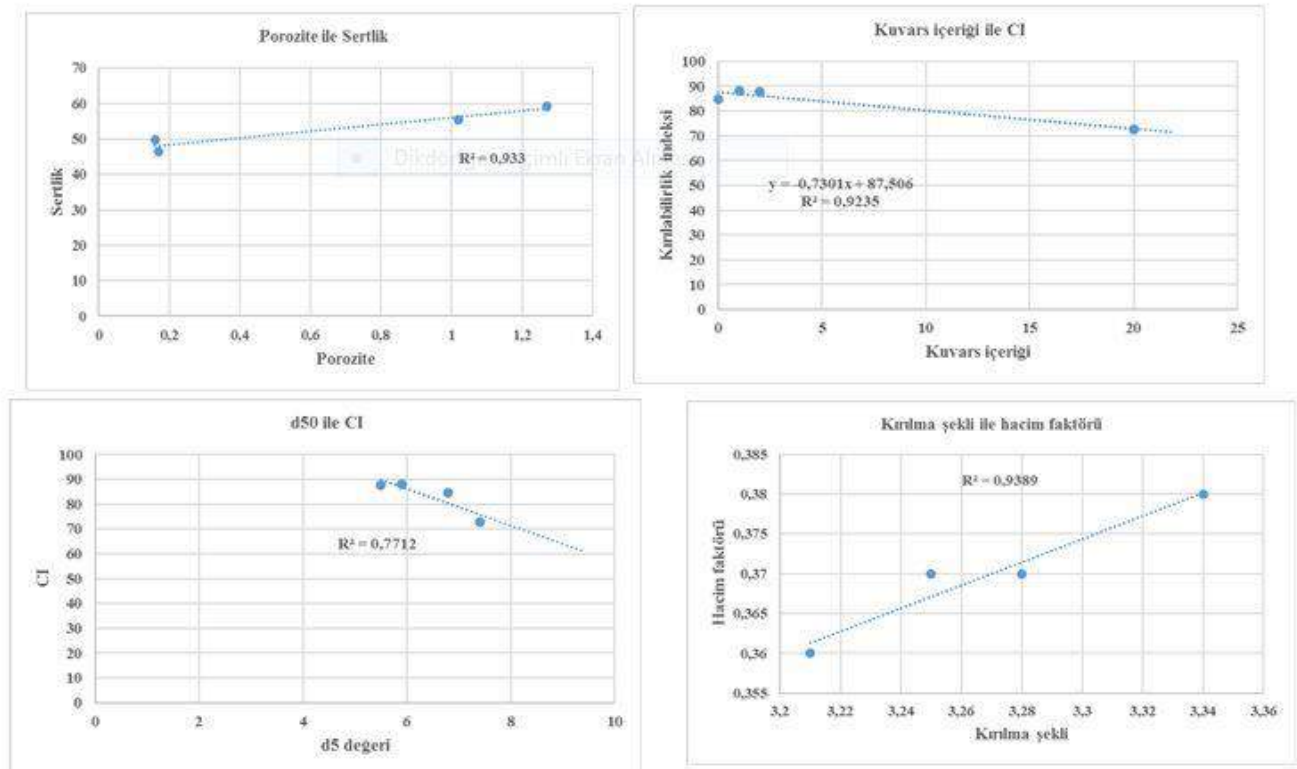 Porozite ile Sertlik
70
60
50
40
30
20
10
0
Sertlik
R² = 0,933
0 0,2 0,4 0,6 0,8 1 1,2 1,4
Porozite
Kuvars içeriği ile CI
100
90
80
70
60
50
40
30
20
10
0
Kırılabilirlik indeksi
y = -0,7301x + 87,506
R² = 0,9235
0 5 10 15 20 25
Kuvars içeriği
d50 ile CI
100
90
80
70
60
50
40
30
20
10
0
CI
R² = 0,7712
0 2 4 6 8 10
d5 değeri
Kırılma şekli ile hacim faktörü
0,385
0,38
0,375
0,37
0,365
0,36
0,355
Hacim faktörü
R² = 0,9389
3,2 3,22 3,24 3,26 3,28 3,3 3,32 3,34 3,36
Kırılma şekli